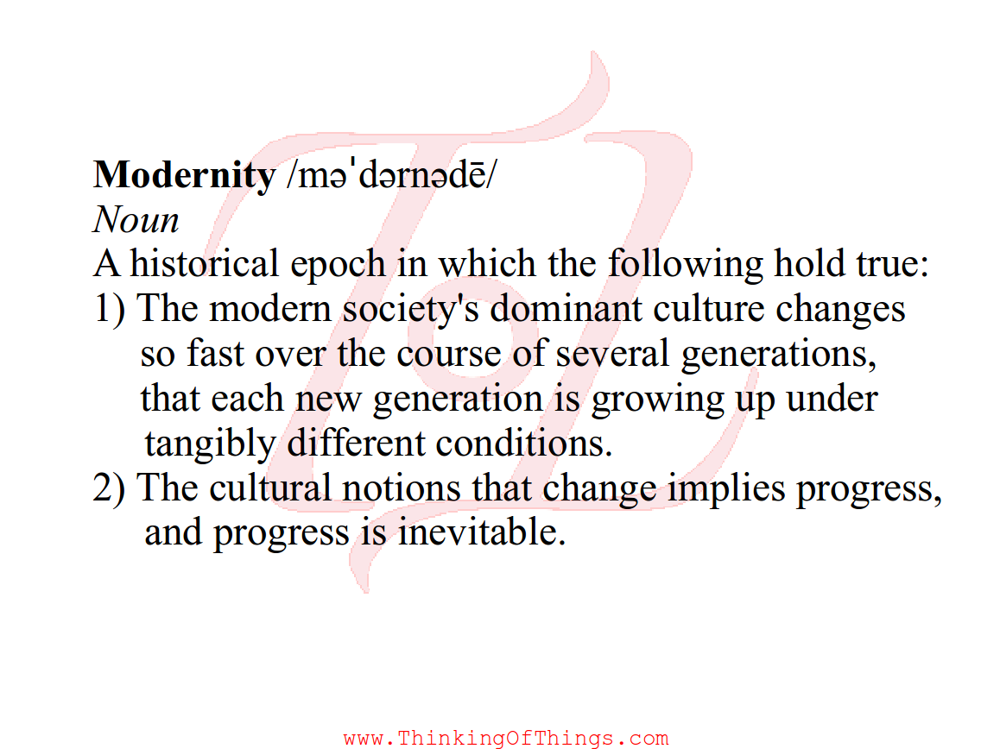 Modernity /məˈdərnədē/
Noun
A historical epoch in which the following hold true:
1) The modern society's dominant culture changes
so fast over the course of several generations,
that each new generation is growing up under
tangibly different conditions.
2) The cultural notions that change implies progress,
and progress is inevitable.
www.ThinkingOfThings.com